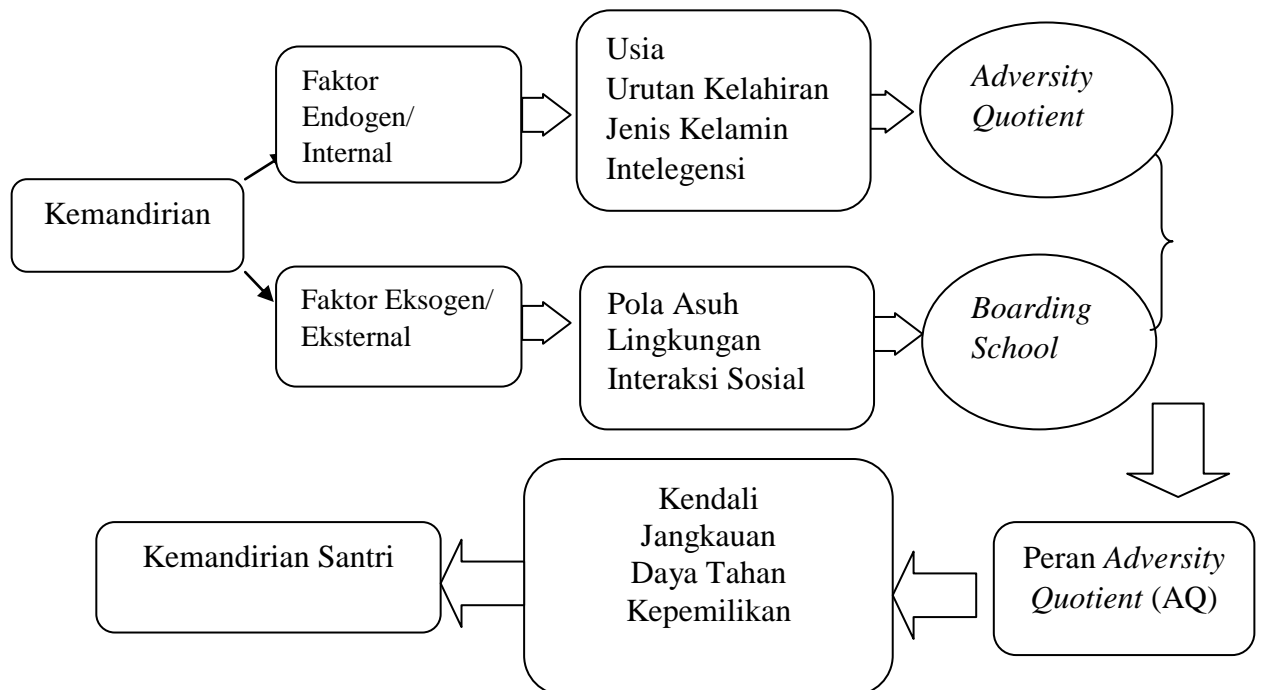 Kemandirian
Faktor
Endogen/
Internal
Usia
Urutan Kelahiran
Jenis Kelamin
Intelegensi
Adversity
Quotient
Faktor Eksogen/
Eksternal
Pola Asuh
Lingkungan
Interaksi Sosial
Boarding
School
Peran Adversity
Quotient (AQ)
Kendali
Jangkauan
Daya Tahan
Kepemilikan
Kemandirian Santri